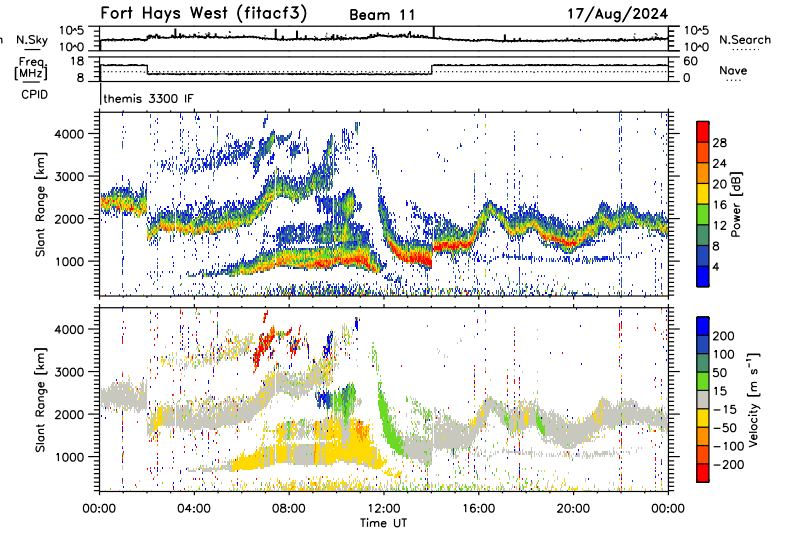 Fort Hays West (fitacf3) Beam 11 17/Aug/2024
n N.Sky 10^5 10^0 10^5 10^0 N.Search
Freq. [MHz] 18 8 60 0 Nave
CPID themis 3300 IF
Slant Range [km] 4000 3000 2000 1000
Power [dB] 28 24 20 16 12 8 4
Slant Range [km] 4000 3000 2000 1000
Velocity [m s⁻¹] 200 100 50 15 -15 -50 -100 -200
00:00 04:00 08:00 12:00 16:00 20:00 00:00
Time UT